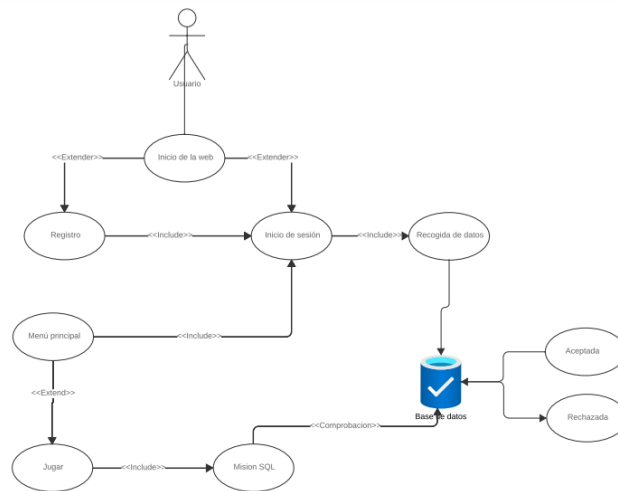 Usuario
<<Extender>>
Inicio de la web
<<Extender>>
Registro
<<Include>>
Inicio de sesión
<<Include>>
Recogida de datos
Menú principal
<<Include>>
Aceptada
<<Extend>>
Base de datos
Rechazada
<<Comprobacion>>
Jugar
<<Include>>
Mision SQL